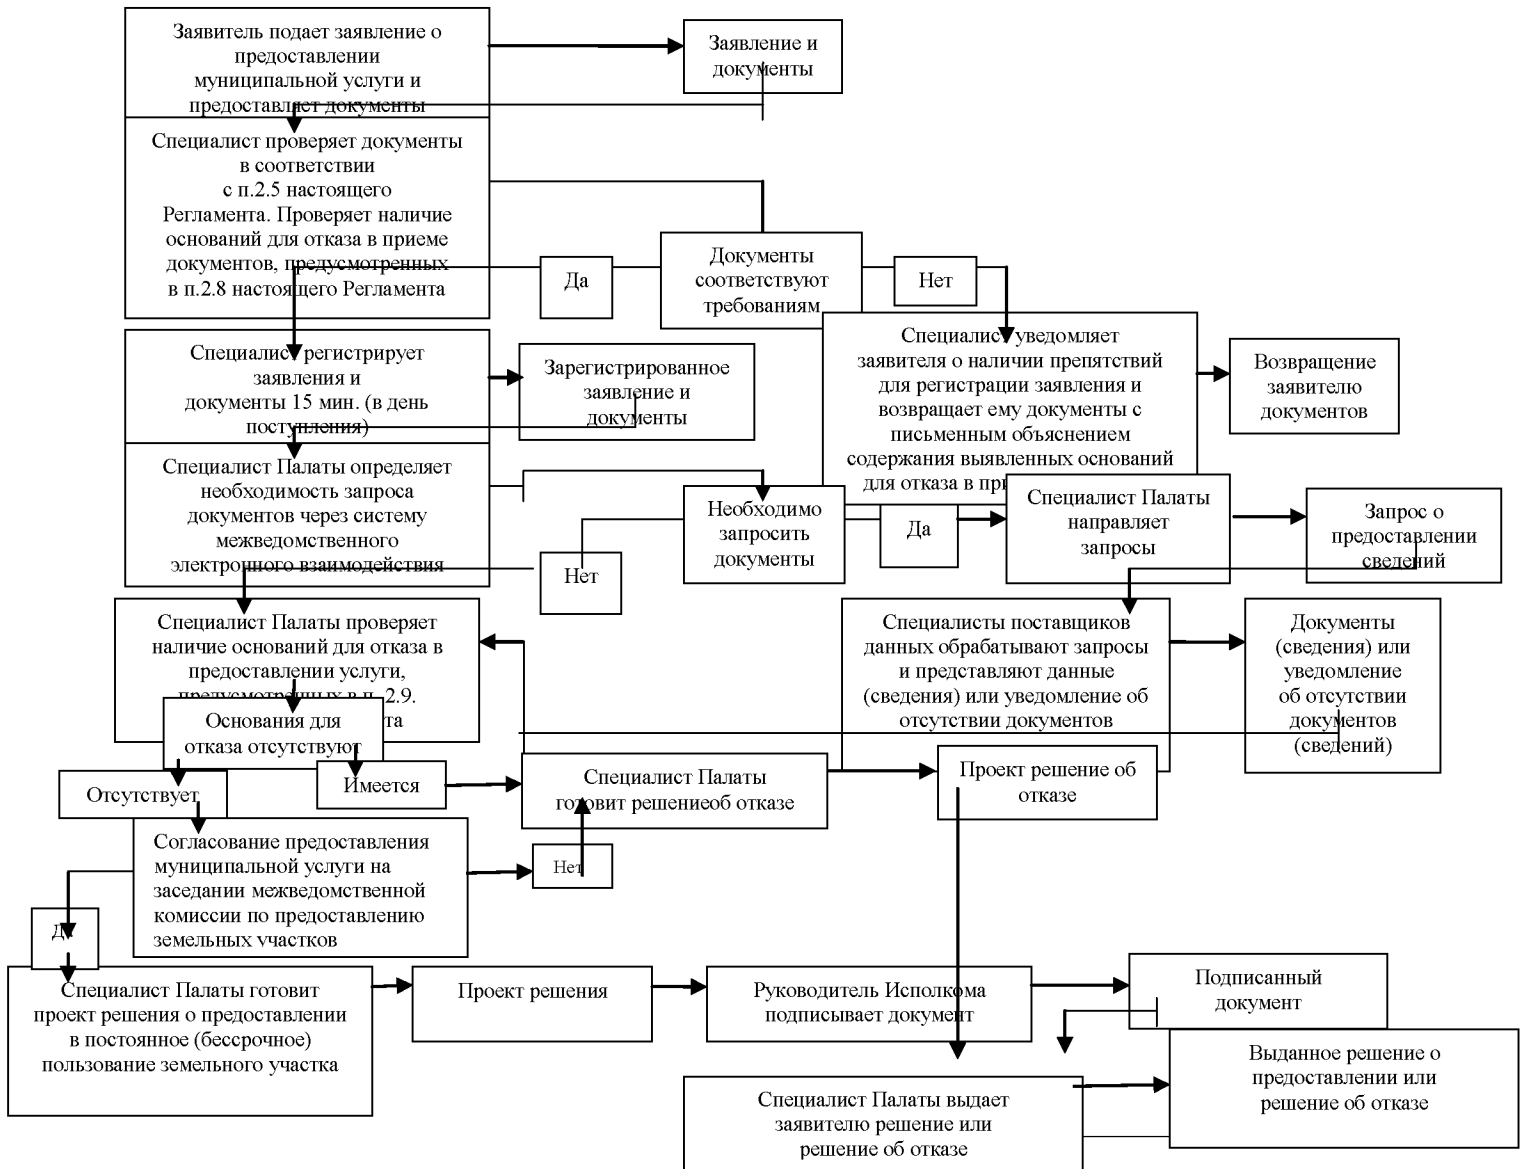 Заявитель подает заявление о
предоставлении
муниципальной услуги и
предоставляет документы
Заявление и
документы
Специалист проверяет документы
в соответствии
с п.2.5 настоящего
Регламента. Проверяет наличие
оснований для отказа в приеме
документов, предусмотренных
в п.2.8 настоящего Регламента
Да
Документы
соответствуют
требованиям
Нет
Специалист уведомляет
заявителя о наличии препятствий
для регистрации заявления и
возвращает ему документы с
письменным объяснением
содержания выявленных оснований
для отказа в
Возвращение
заявителю
документов
Специалист регистрирует
заявления и
документы 15 мин. (в день
поступления)
Зарегистрированное
заявление и
документы
Специалист Палаты определяет
необходимость запроса
документов через систему
межведомственного
электронного взаимодействия
Нет
Необходимо
запросить
документы
Да
Специалист Палаты
направляет
запросы
Запрос о
предоставлении
сведений
Специалист Палаты проверяет
наличие оснований для отказа в
предоставлении услуги,
предусмотренных в п. 2.9.
Основания для
отказа отсутствуют
Специалисты поставщиков
данных обрабатывают запросы
и представляют данные
(сведения) или уведомление об
отсутствии документов
Документы
(сведения) или
уведомление
об отсутствии
документов
(сведений)
Отсутствует
Имеется
Специалист Палаты
готовит решениеоб отказе
Проект решение об
отказе
Согласование предоставления
муниципальной услуги на
заседании межведомственной
комиссии по предоставлению
земельных участков
Нет
Да
Специалист Палаты готовит
проект решения о предоставлении
в постоянное (бессрочное)
пользование земельного участка
Проект решения
Руководитель Исполкома
подписывает документ
Подписанный
документ
Выданное решение о
предоставлении или
решение об отказе
Специалист Палаты выдает
заявителю решение или
решение об отказе